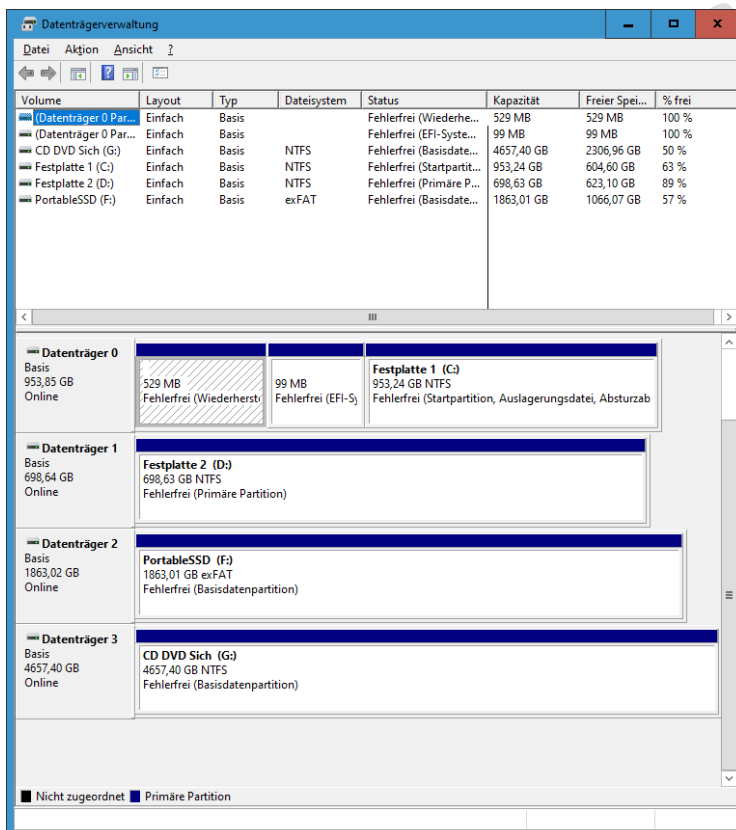 Datenträgerverwaltung
Datei Aktion Ansicht ?
Volume Layout Typ Dateisystem Status Kapazität Freier Spei... % frei
(Datenträger 0 Par... Einfach Basis Fehlerfrei (Wiederhe... 529 MB 529 MB 100 %
(Datenträger 0 Par... Einfach Basis Fehlerfrei (EFI-Syste... 99 MB 99 MB 100 %
CD DVD Sich (G:) Einfach Basis NTFS Fehlerfrei (Basisdate... 4657,40 GB 2306,96 GB 50 %
Festplatte 1 (C:) Einfach Basis NTFS Fehlerfrei (Startpartit... 953,24 GB 604,60 GB 63 %
Festplatte 2 (D:) Einfach Basis NTFS Fehlerfrei (Primäre P... 698,63 GB 623,10 GB 89 %
PortableSSD (F:) Einfach Basis exFAT Fehlerfrei (Basisdate... 1863,01 GB 1066,07 GB 57 %
Datenträger 0
Basis
953,85 GB
Online
529 MB
Fehlerfrei (Wiederherst
99 MB
Fehlerfrei (EFI-Sy
Festplatte 1 (C:)
953,24 GB NTFS
Fehlerfrei (Startpartition, Auslagerungsdatei, Absturzab
Datenträger 1
Basis
698,64 GB
Online
Festplatte 2 (D:)
698,63 GB NTFS
Fehlerfrei (Primäre Partition)
Datenträger 2
Basis
1863,02 GB
Online
PortableSSD (F:)
1863,01 GB exFAT
Fehlerfrei (Basisdatenpartition)
Datenträger 3
Basis
4657,40 GB
Online
CD DVD Sich (G:)
4657,40 GB NTFS
Fehlerfrei (Basisdatenpartition)
Nicht zugeordnet Primäre Partition